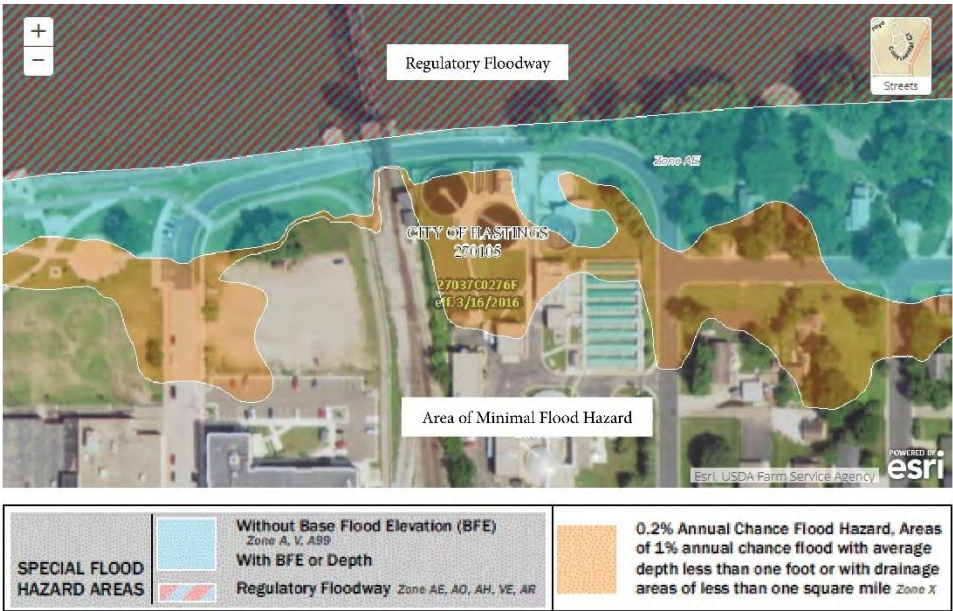 +
−
Regulatory Floodway
Streets
Zone AE
CITY OF HASTINGS
270105
27037C0276F
eff. 3/16/2016
Area of Minimal Flood Hazard
Esri, USDA Farm Service Agency
POWERED BY
esri
SPECIAL FLOOD
HAZARD AREAS
Without Base Flood Elevation (BFE)
Zone A, V, A99
With BFE or Depth
Regulatory Floodway Zone AE, AO, AH, VE, AR
0.2% Annual Chance Flood Hazard, Areas
of 1% annual chance flood with average
depth less than one foot or with drainage
areas of less than one square mile Zone X